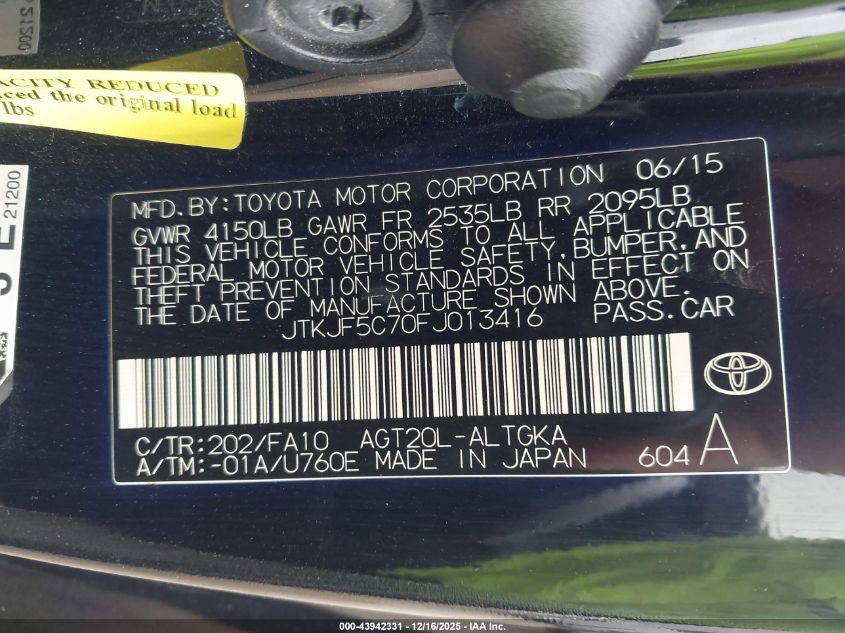 21200
ACITY REDUCED
ced the original load
lbs
21200
MFD. BY: TOYOTA MOTOR CORPORATION 06/15
GVWR 4150LB GAWR FR 2535LB RR 2095LB
THIS VEHICLE CONFORMS TO ALL APPLICABLE
FEDERAL MOTOR VEHICLE SAFETY, BUMPER, AND
THEFT PREVENTION STANDARDS IN EFFECT ON
THE DATE OF MANUFACTURE SHOWN ABOVE.
JTKJF5C70FJ013416 PASS. CAR
C/TR: 202/FA10 AGT20L-ALTGKA
A/TM: -01A/U760E MADE IN JAPAN 604 A
000-43942331 - 12/16/2025 - IAA Inc.